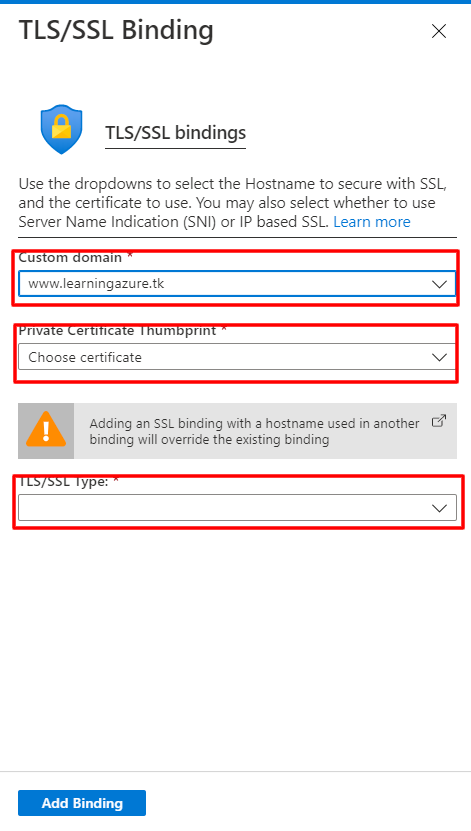 TLS/SSL Binding
TLS/SSL bindings
Use the dropdowns to select the Hostname to secure with SSL,
and the certificate to use. You may also select whether to use
Server Name Indication (SNI) or IP based SSL. Learn more
Custom domain *
www.learningazure.tk
Private Certificate Thumbprint *
Choose certificate
Adding an SSL binding with a hostname used in another
binding will override the existing binding
TLS/SSL Type: *
Add Binding